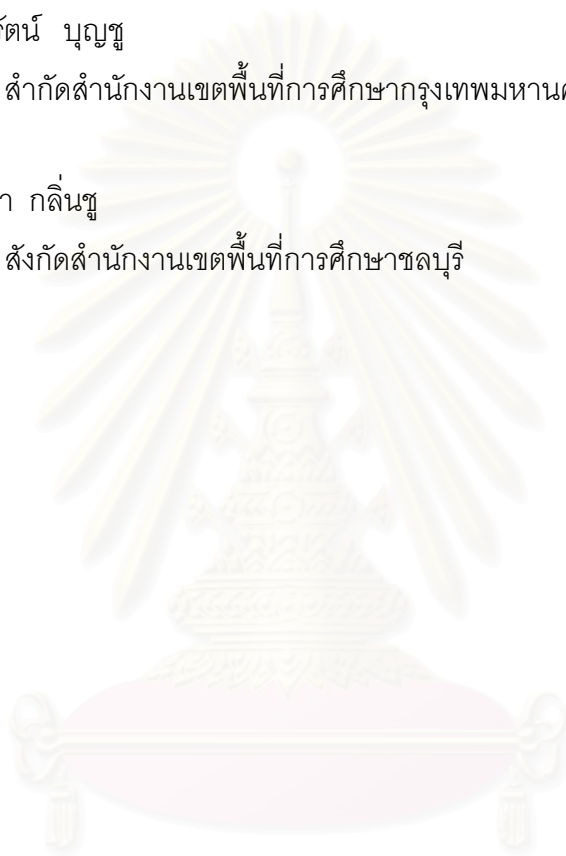 รัตน์ บุญชู
สำกัดสำนักงานเขตพื้นที่การศึกษากรุงเทพมหานค
า กลิ่นชู
สังกัดสำนักงานเขตพื้นที่การศึกษาชลบุรี